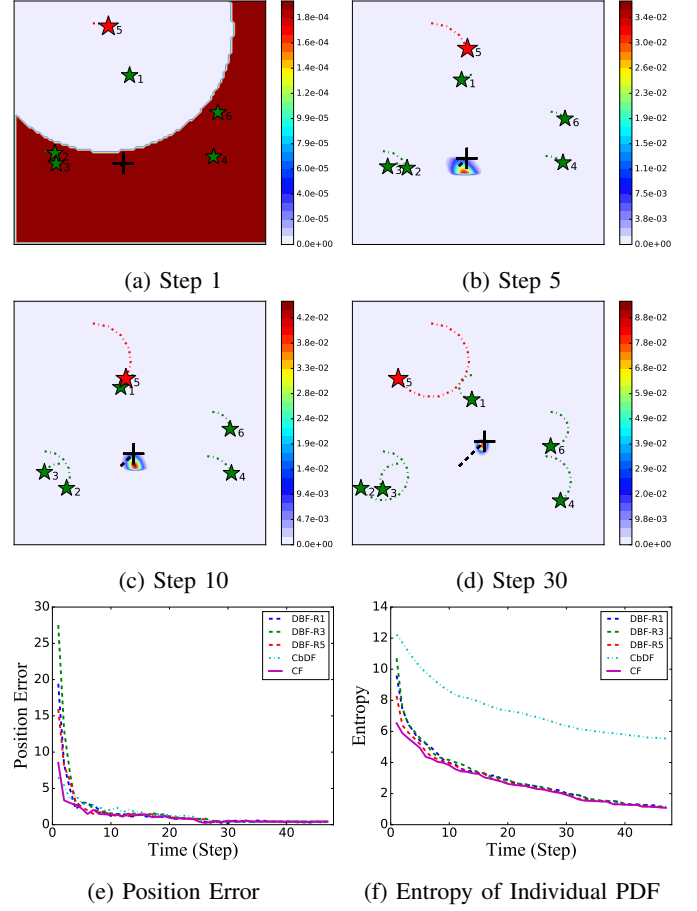 5
1
6
2
3
4
1.8e-04
1.6e-04
1.4e-04
1.2e-04
1.0e-04
8.0e-05
6.0e-05
4.0e-05
2.0e-05
0.0e+00
(a) Step 1
5
1
6
3
2
4
3.4e-02
3.0e-02
2.6e-02
2.2e-02
1.9e-02
1.5e-02
1.1e-02
7.5e-03
3.8e-03
0.0e+00
(b) Step 5
5
1
6
3
2
4
4.2e-02
3.8e-02
3.3e-02
2.8e-02
2.3e-02
1.9e-02
1.4e-02
9.4e-03
4.7e-03
0.0e+00
(c) Step 10
5
1
6
2
3
4
8.8e-02
7.8e-02
6.9e-02
5.9e-02
4.9e-02
3.9e-02
2.9e-02
2.0e-02
9.8e-03
0.0e+00
(d) Step 30
30
25
20
15
10
5
0
Position Error
DBF-R1
DBF-R3
DBF-R5
CbDF
CF
0 10 20 30 40
Time (Step)
(e) Position Error
14
12
10
8
6
4
2
0
Entropy
DBF-R1
DBF-R3
DBF-R5
CbDF
CF
0 10 20 30 40
Time (Step)
(f) Entropy of Individual PDF